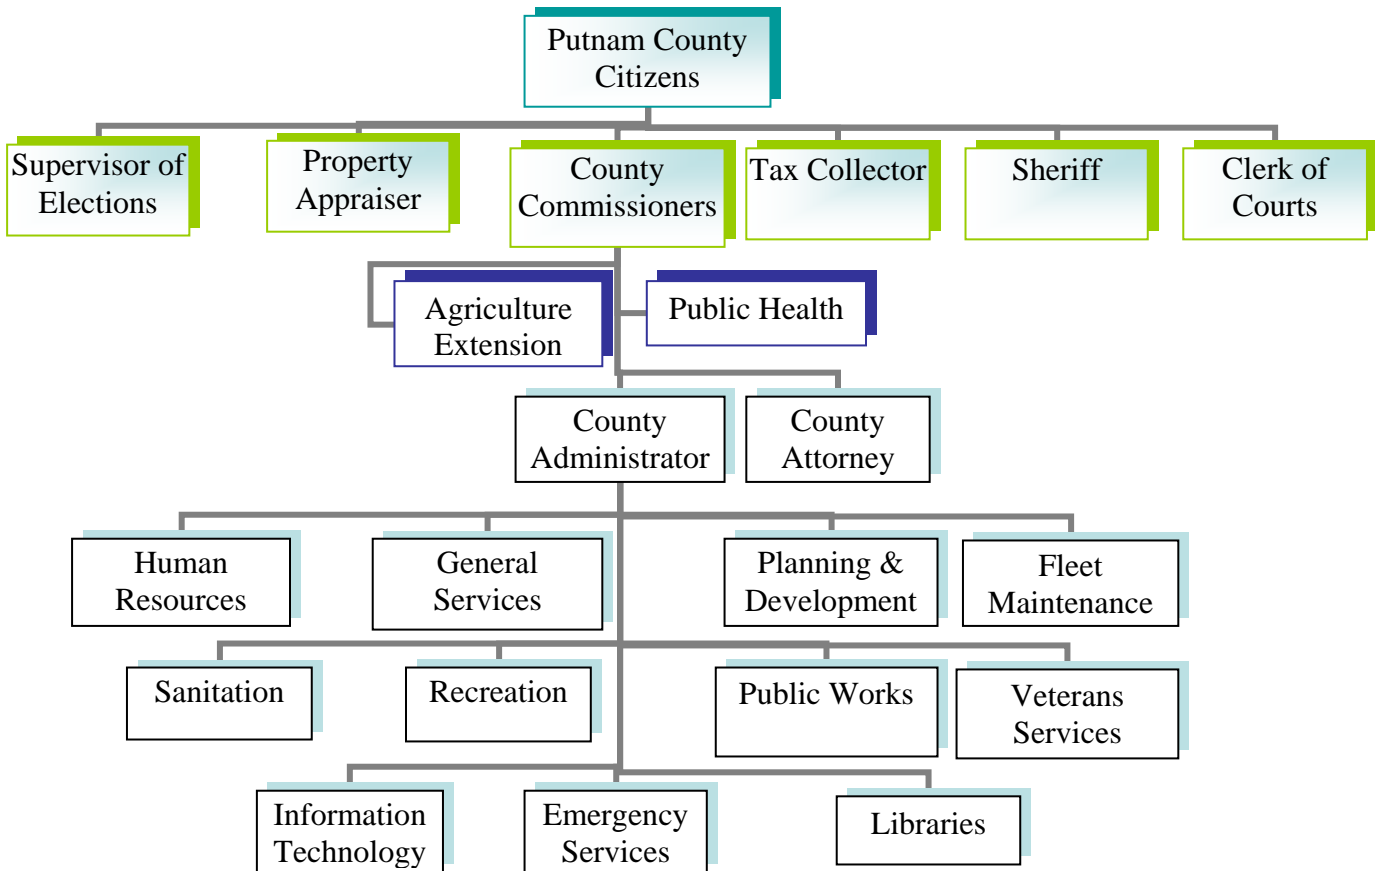 Putnam County
Citizens
Supervisor of
Elections
Property
Appraiser
County
Commissioners
Tax Collector
Sheriff
Clerk of
Courts
Agriculture
Extension
Public Health
County
Administrator
County
Attorney
Human
Resources
General
Services
Planning &
Development
Fleet
Maintenance
Sanitation
Recreation
Public Works
Veterans
Services
Information
Technology
Emergency
Services
Libraries